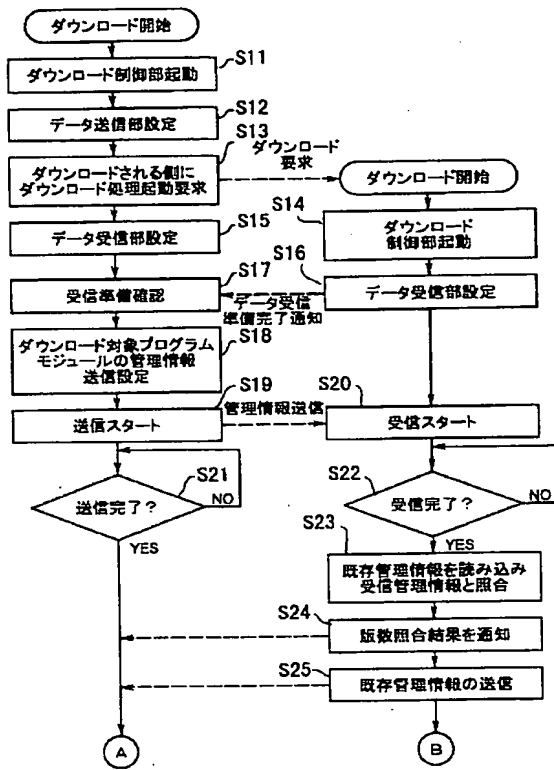 ダウンロード開始
S11
ダウンロード制御部起動
S12
データ送信部設定
S13
ダウンロードされる側に
ダウンロード処理起動要求
ダウンロード
要求
ダウンロード開始
S14
ダウンロード
制御部起動
S15
データ受信部設定
S16
データ受信部設定
S17
受信準備確認
データ受信
準備完了通知
S18
ダウンロード対象プログラム
モジュールの管理情報
送信設定
S19
送信スタート
管理情報送信
S20
受信スタート
S21
送信完了?
NO
YES
S22
受信完了?
NO
YES
S23
既存管理情報を読み込み
受信管理情報と照合
S24
版数照合結果を通知
S25
既存管理情報の送信
A
B